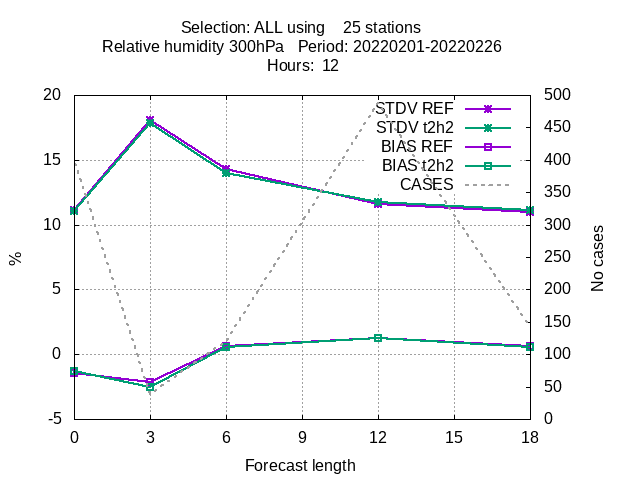 Selection: ALL using    25 stations
Relative humidity 300hPa   Period: 20220201-20220226
Hours:  12
STDV REF
STDV t2h2
BIAS REF
BIAS t2h2
CASES
20
15
10
5
0
-5
%
500
450
400
350
300
250
200
150
100
50
0
No cases
0 3 6 9 12 15 18
Forecast length